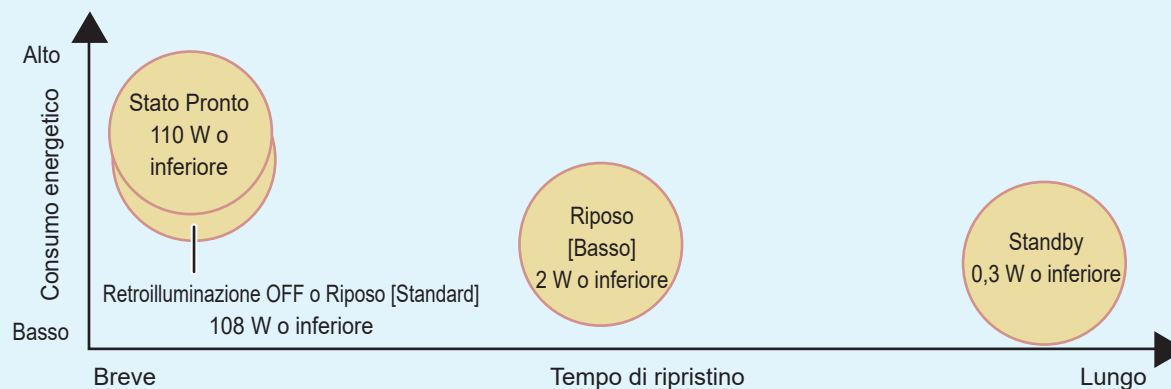 Alto
Consumo energetico
Basso
Stato Pronto
110 W o
inferiore
Retroilluminazione OFF o Riposo [Standard]
108 W o inferiore
Riposo
[Basso]
2 W o inferiore
Standby
0,3 W o inferiore
Breve
Tempo di ripristino
Lungo